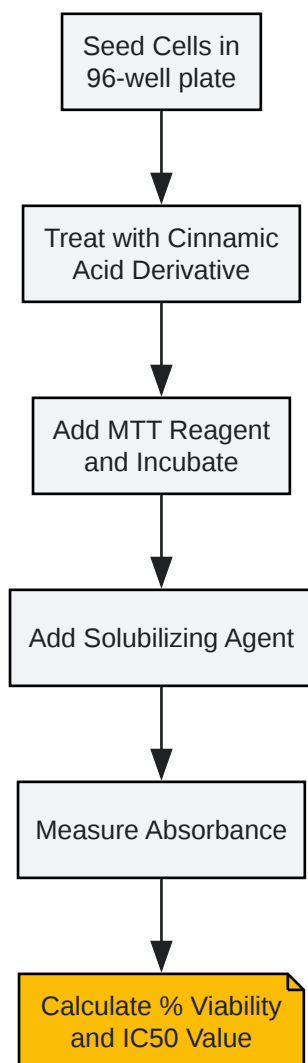 Seed Cells in
96-well plate
Treat with Cinnamic
Acid Derivative
Add MTT Reagent
and Incubate
Add Solubilizing Agent
Measure Absorbance
Calculate % Viability
and IC50 Value